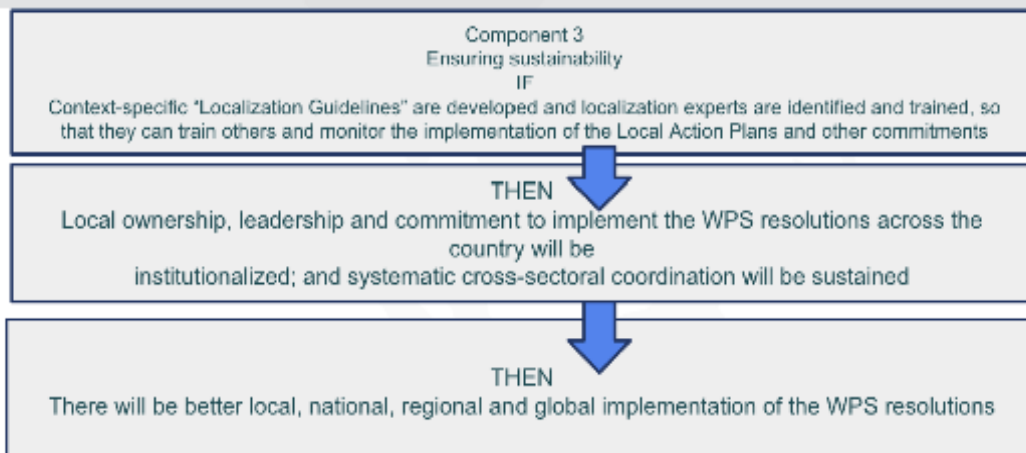 Component 3
Ensuring sustainability
IF
Context-specific "Localization Guidelines" are developed and localization experts are identified and trained, so
that they can train others and monitor the implementation of the Local Action Plans and other commitments
THEN
Local ownership, leadership and commitment to implement the WPS resolutions across the
country will be
institutionalized; and systematic cross-sectoral coordination will be sustained
THEN
There will be better local, national, regional and global implementation of the WPS resolutions